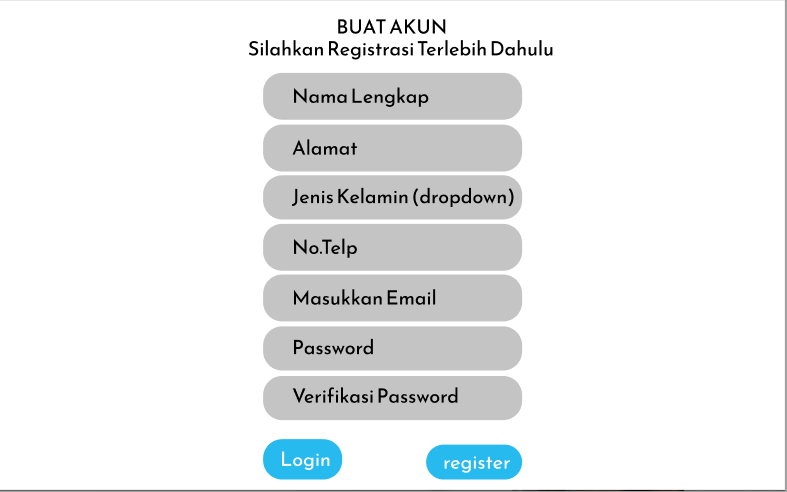 BUAT AKUN
Silahkan Registrasi Terlebih Dahulu
Nama Lengkap
Alamat
Jenis Kelamin (dropdown)
No.Telp
Masukkan Email
Password
Verifikasi Password
Login
register